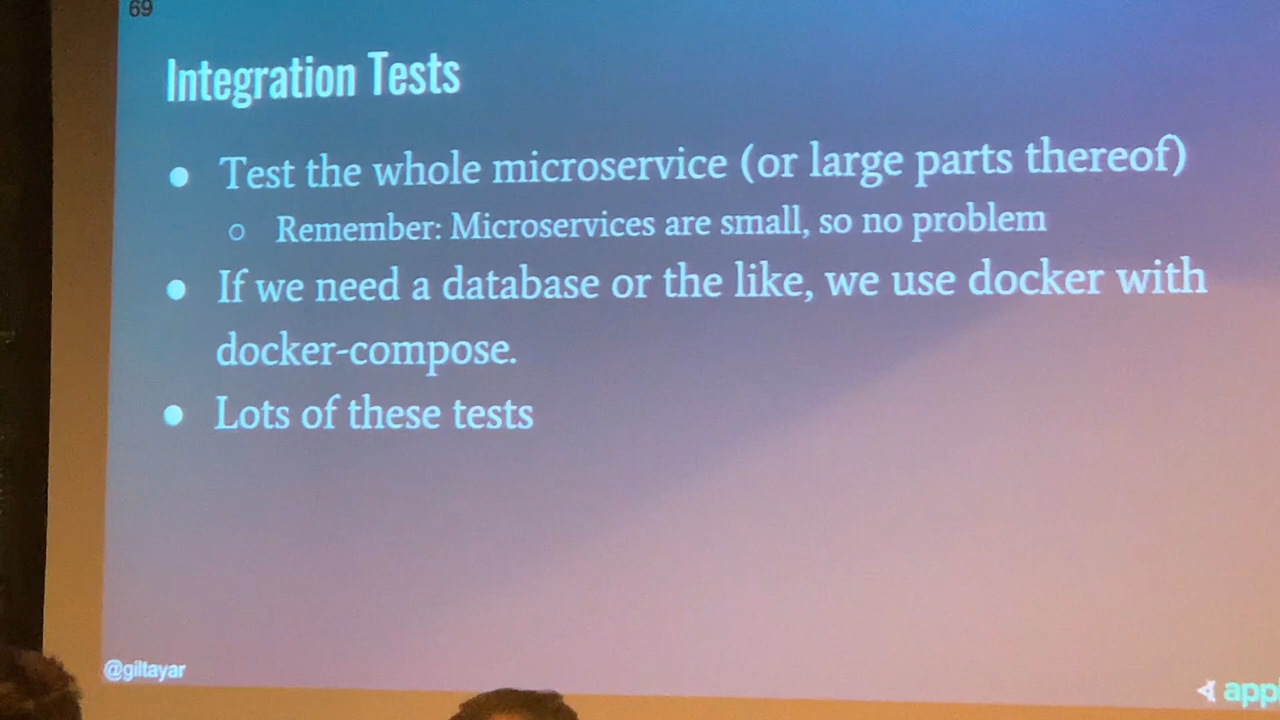 69
Integration Tests
● Test the whole microservice (or large parts thereof)
○ Remember: Microservices are small, so no problem
● If we need a database or the like, we use docker with
docker-compose.
● Lots of these tests
@giltayar